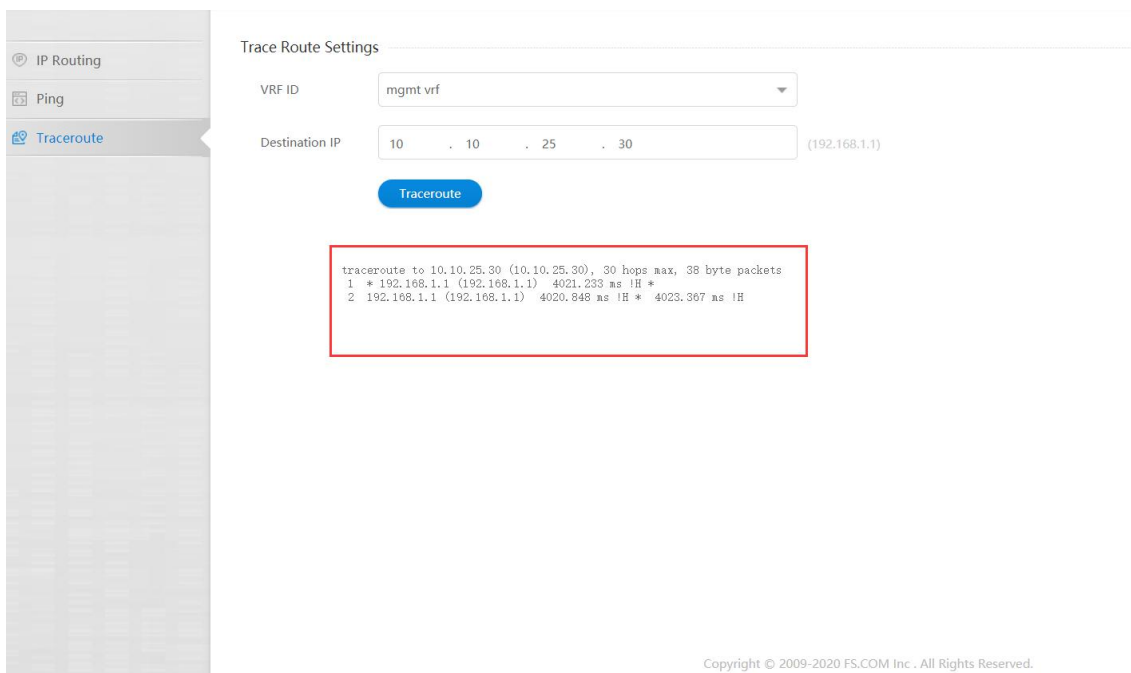 Trace Route Settings
IP Routing
VRF ID mgmt vrf
Ping
Traceroute
Destination IP 10 . 10 . 25 . 30 (192.168.1.1)
Traceroute
traceroute to 10.10.25.30 (10.10.25.30), 30 hops max, 38 byte packets
1 * 192.168.1.1 (192.168.1.1) 4021.233 ms !H *
2 192.168.1.1 (192.168.1.1) 4020.848 ms !H * 4023.367 ms !H
Copyright © 2009-2020 FS.COM Inc . All Rights Reserved.